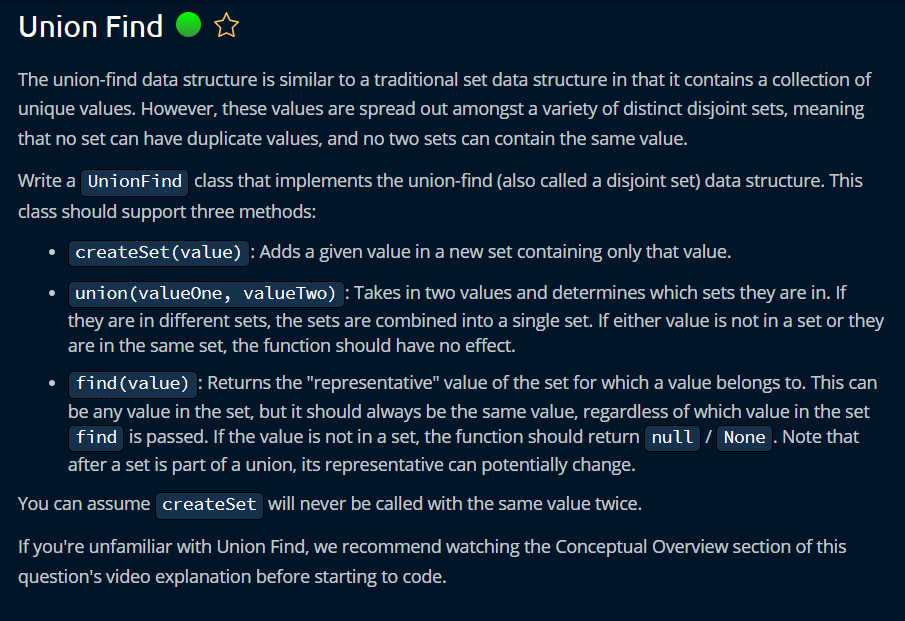 Union Find
The union-find data structure is similar to a traditional set data structure in that it contains a collection of
unique values. However, these values are spread out amongst a variety of distinct disjoint sets, meaning
that no set can have duplicate values, and no two sets can contain the same value.
Write a UnionFind class that implements the union-find (also called a disjoint set) data structure. This
class should support three methods:
• createSet(value): Adds a given value in a new set containing only that value.
• union(valueOne, valueTwo): Takes in two values and determines which sets they are in. If
they are in different sets, the sets are combined into a single set. If either value is not in a set or they
are in the same set, the function should have no effect.
• find(value): Returns the "representative" value of the set for which a value belongs to. This can
be any value in the set, but it should always be the same value, regardless of which value in the set
find is passed. If the value is not in a set, the function should return null / None. Note that
after a set is part of a union, its representative can potentially change.
You can assume createSet will never be called with the same value twice.
If you're unfamiliar with Union Find, we recommend watching the Conceptual Overview section of this
question's video explanation before starting to code.